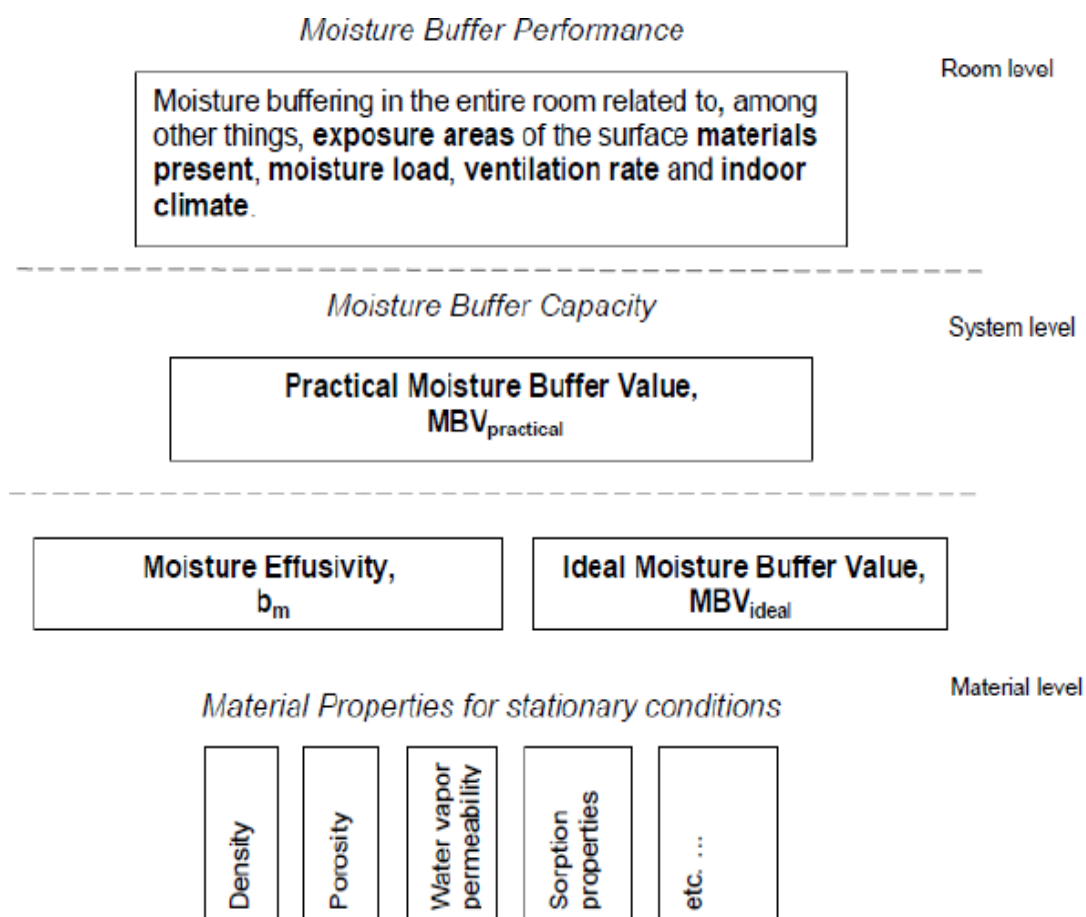 Moisture Buffer Performance
Room level
Moisture buffering in the entire room related to, among
other things, exposure areas of the surface materials
present, moisture load, ventilation rate and indoor
climate.
Moisture Buffer Capacity
System level
Practical Moisture Buffer Value,
MBVpractical
Moisture Effusivity,
bm
Ideal Moisture Buffer Value,
MBVideal
Material level
Material Properties for stationary conditions
Density
Porosity
Water vapor
permeability
Sorption
properties
etc. ...